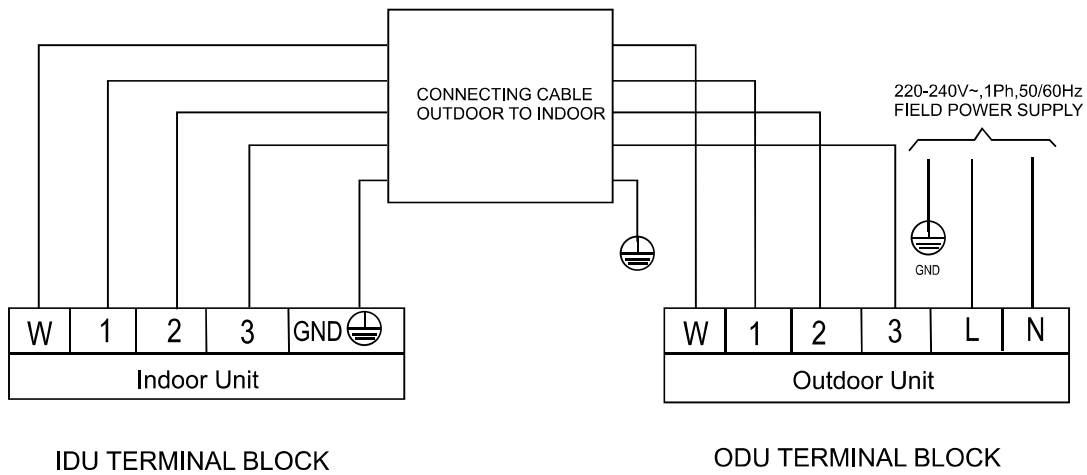 CONNECTING CABLE
OUTDOOR TO INDOOR
220-240V~,1Ph,50/60Hz
FIELD POWER SUPPLY
GND
W 1 2 3 GND
Indoor Unit
IDU TERMINAL BLOCK
W 1 2 3 L N
Outdoor Unit
ODU TERMINAL BLOCK